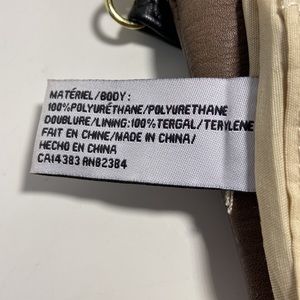 MATÉRIEL/BODY:
100%POLYURÉTHANE/POLYURETHANE
DOUBLURE/LINING:100%TERGAL/TERYLENE
FAIT EN CHINE/MADE IN CHINA/
HECHO EN CHINA
CA14383 RN82384